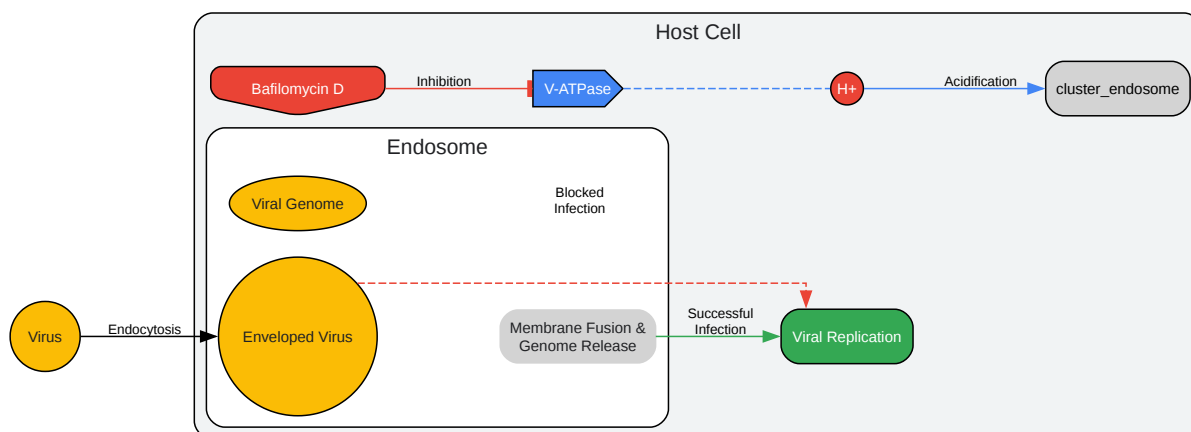 Host Cell
Bafilomycin D
Inhibition
V-ATPase
H+
Acidification
cluster_endosome
Endosome
Viral Genome
Blocked
Infection
Virus
Endocytosis
Enveloped Virus
Membrane Fusion &
Genome Release
Successful
Infection
Viral Replication